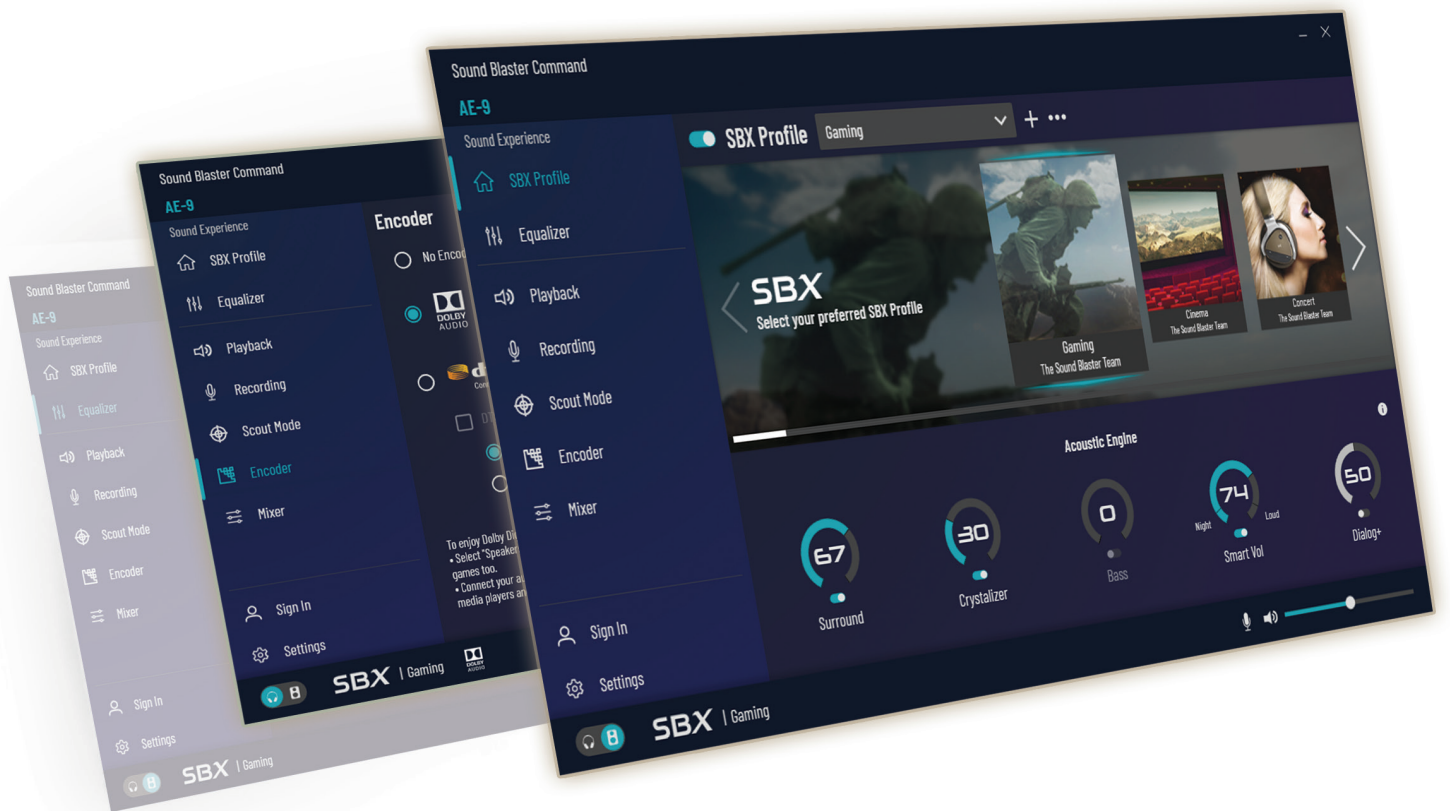 Sound Blaster Command
AE-9
Sound Experience
SBX Profile
Equalizer
Playback
Recording
Scout Mode
Encoder
Mixer
Sign In
Settings
SBX | Gaming
Sound Blaster Command
AE-9
Sound Experience
SBX Profile
Equalizer
Playback
Recording
Scout Mode
Encoder
Mixer
Sign In
Settings
SBX | Gaming
DOLBY
AUDIO
Encoder
No
DOLBY
AUDIO
To enjoy Dolby
• Select "Speaker
games too.
• Connect your
media players
Sound Blaster Command
AE-9
Sound Experience
SBX Profile
Equalizer
Playback
Recording
Scout Mode
Encoder
Mixer
Sign In
Settings
SBX | Gaming
SBX Profile Gaming
SBX
Select your preferred SBX Profile
Gaming
The Sound Blaster Team
Cinema
The Sound Blaster Team
Concert
The Sound Blaster Team
Acoustic Engine
67
Surround
30
Crystalizer
0
Bass
74
Night Loud
Smart Vol
50
Dialog+